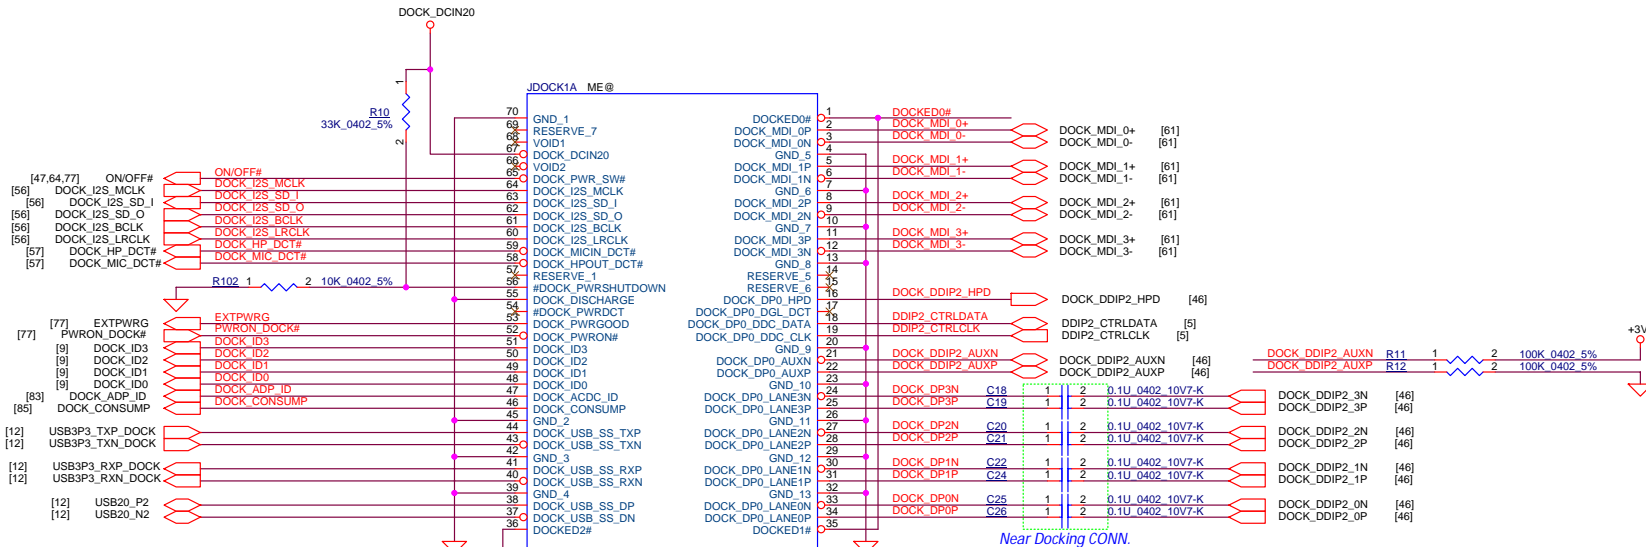 DOCK_DCIN20
JDOCK1A ME@
R10
33K_0402_5%
1
2
70 GND_1
69 RESERVE_7
68 VOID1
67 DOCK_DCIN20
66 VOID2
[47,64,77] ON/OFF# ON/OFF# 65 DOCK_PWR_SW#
[56] DOCK_I2S_MCLK DOCK_I2S_MCLK 64 DOCK_I2S_MCLK
[56] DOCK_I2S_SD_I DOCK_I2S_SD_I 63 DOCK_I2S_SD_I
[56] DOCK_I2S_SD_O DOCK_I2S_SD_O 62 DOCK_I2S_SD_O
[56] DOCK_I2S_BCLK DOCK_I2S_BCLK 61 DOCK_I2S_BCLK
[56] DOCK_I2S_LRCLK DOCK_I2S_LRCLK 60 DOCK_I2S_LRCLK
[57] DOCK_HP_DCT# DOCK_HP_DCT# 59 DOCK_MICIN_DCT#
[57] DOCK_MIC_DCT# DOCK_MIC_DCT# 58 DOCK_HPOUT_DCT#
57 RESERVE_1
R102 1 2 10K_0402_5% 56 #DOCK_PWRSHUTDOWN
55 DOCK_DISCHARGE
54 #DOCK_PWRDCT
[77] EXTPWRG EXTPWRG 53 DOCK_PWRGOOD
[77] PWRON_DOCK# PWRON_DOCK# 52 DOCK_PWRON#
[9] DOCK_ID3 DOCK_ID3 51 DOCK_ID3
[9] DOCK_ID2 DOCK_ID2 50 DOCK_ID2
[9] DOCK_ID1 DOCK_ID1 49 DOCK_ID1
[9] DOCK_ID0 DOCK_ID0 48 DOCK_ID0
[83] DOCK_ADP_ID DOCK_ADP_ID 47 DOCK_ACDC_ID
[85] DOCK_CONSUMP DOCK_CONSUMP 46 DOCK_CONSUMP
45 GND_2
[12] USB3P3_TXP_DOCK 44 DOCK_USB_SS_TXP
[12] USB3P3_TXN_DOCK 43 DOCK_USB_SS_TXN
42 GND_3
[12] USB3P3_RXP_DOCK 41 DOCK_USB_SS_RXP
[12] USB3P3_RXN_DOCK 40 DOCK_USB_SS_RXN
39 GND_4
[12] USB20_P2 38 DOCK_USB_SS_DP
[12] USB20_N2 37 DOCK_USB_SS_DN
36 DOCKED2#
DOCKED0# 1 DOCKED0#
DOCK_MDI_0P 2 DOCK_MDI_0+ DOCK_MDI_0+ [61]
DOCK_MDI_0N 3 DOCK_MDI_0- DOCK_MDI_0- [61]
GND_5 4
DOCK_MDI_1P 5 DOCK_MDI_1+ DOCK_MDI_1+ [61]
DOCK_MDI_1N 6 DOCK_MDI_1- DOCK_MDI_1- [61]
GND_6 7
DOCK_MDI_2P 8 DOCK_MDI_2+ DOCK_MDI_2+ [61]
DOCK_MDI_2N 9 DOCK_MDI_2- DOCK_MDI_2- [61]
GND_7 10
DOCK_MDI_3P 11 DOCK_MDI_3+ DOCK_MDI_3+ [61]
DOCK_MDI_3N 12 DOCK_MDI_3- DOCK_MDI_3- [61]
GND_8 13
RESERVE_5 14
RESERVE_6 15
DOCK_DP0_HPD 16 DOCK_DDIP2_HPD DOCK_DDIP2_HPD [46]
DOCK_DP0_DGL_DCT 17
DOCK_DP0_DDC_DATA 18 DDIP2_CTRLDATA DDIP2_CTRLDATA [5]
DOCK_DP0_DDC_CLK 19 DDIP2_CTRLCLK DDIP2_CTRLCLK [5]
GND_9 20
DOCK_DP0_AUXN 21 DOCK_DDIP2_AUXN DOCK_DDIP2_AUXN [46]
DOCK_DP0_AUXP 22 DOCK_DDIP2_AUXP DOCK_DDIP2_AUXP [46]
GND_10 23
DOCK_DP0_LANE3N 24 DOCK_DP3N C18 1 2 0.1U_0402_10V7-K DOCK_DDIP2_3N [46]
DOCK_DP0_LANE3P 25 DOCK_DP3P C19 1 2 0.1U_0402_10V7-K DOCK_DDIP2_3P [46]
GND_11 26
DOCK_DP0_LANE2N 27 DOCK_DP2N C20 1 2 0.1U_0402_10V7-K DOCK_DDIP2_2N [46]
DOCK_DP0_LANE2P 28 DOCK_DP2P C21 1 2 0.1U_0402_10V7-K DOCK_DDIP2_2P [46]
GND_12 29
DOCK_DP0_LANE1N 30 DOCK_DP1N C22 1 2 0.1U_0402_10V7-K DOCK_DDIP2_1N [46]
DOCK_DP0_LANE1P 31 DOCK_DP1P C24 1 2 0.1U_0402_10V7-K DOCK_DDIP2_1P [46]
GND_13 32
DOCK_DP0_LANE0N 33 DOCK_DP0N C25 1 2 0.1U_0402_10V7-K DOCK_DDIP2_0N [46]
DOCK_DP0_LANE0P 34 DOCK_DP0P C26 1 2 0.1U_0402_10V7-K DOCK_DDIP2_0P [46]
DOCKED1# 35
Near Docking CONN.
+3V
DOCK_DDIP2_AUXN R11 1 2 100K_0402_5%
DOCK_DDIP2_AUXP R12 1 2 100K_0402_5%